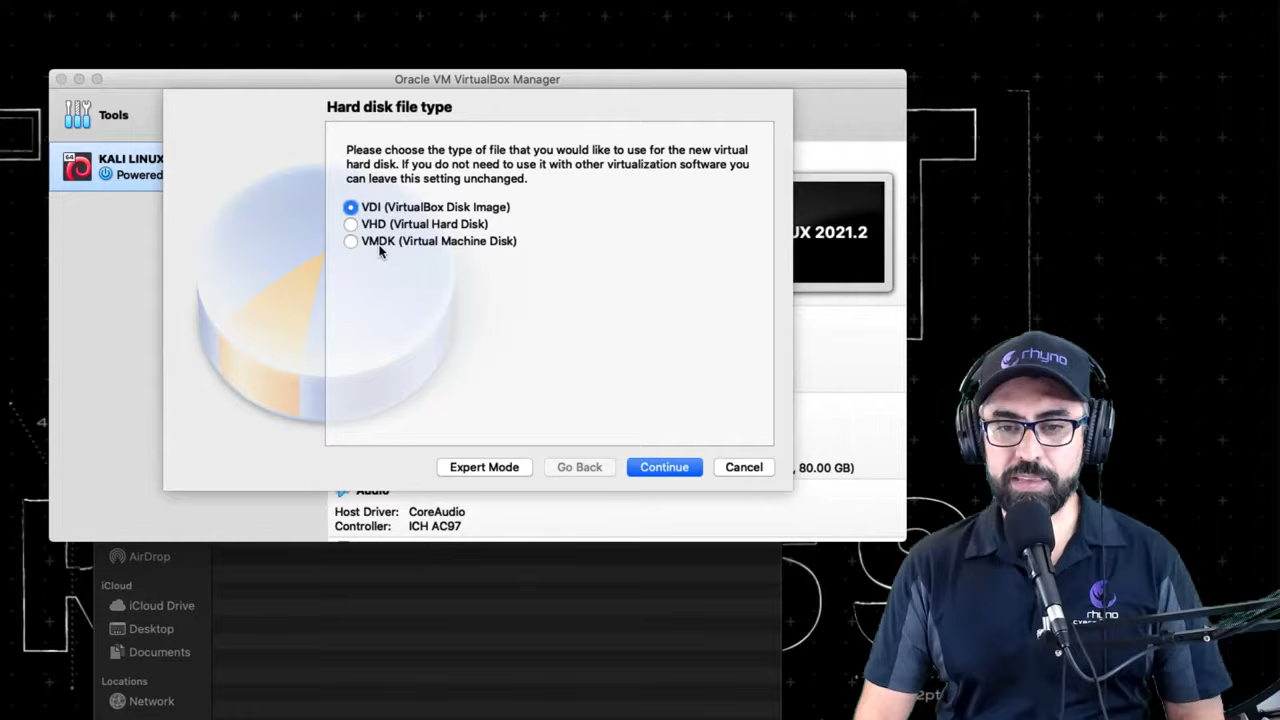 Oracle VM VirtualBox Manager
Tools
Hard disk file type
Please choose the type of file that you would like to use for the new virtual
hard disk. If you do not need to use it with other virtualization software you
can leave this setting unchanged.
64
KALI LINUX
Powered
VDI (VirtualBox Disk Image)
VHD (Virtual Hard Disk)
VMDK (Virtual Machine Disk)
UX 2021.2
rhyno
Expert Mode
Go Back
Continue
Cancel
, 80.00 GB)
Audio
Host Driver: CoreAudio
Controller: ICH AC97
AirDrop
iCloud
iCloud Drive
Desktop
Documents
Locations
Network
rhyno
2pt